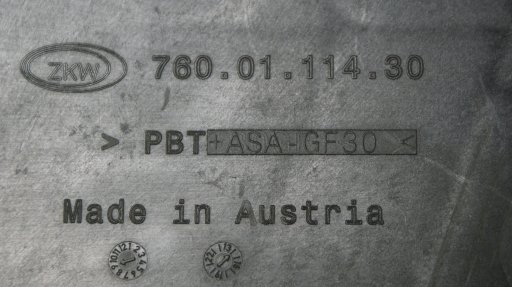 ZKW 760.01.114.30
> PBT+ASA-GF30 <
Made in Austria